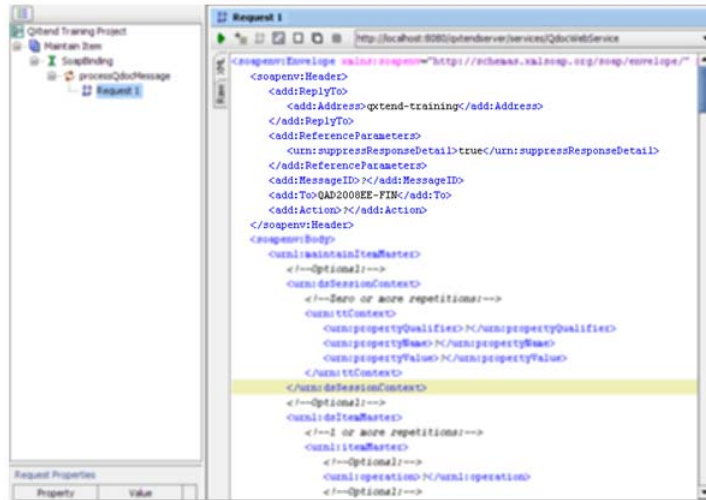 Qxtend Training Project
Maintain Item
SoapBinding
processQdocMessage
Request 1
Request Properties
Property Value
Request 1
http://localhost:8080/qxtendserver/services/QdocWebService
XML
Raw
<soapenv:Envelope xmlns:soapenv="http://schemas.xmlsoap.org/soap/envelope/"
<soapenv:Header>
<add:ReplyTo>
<add:Address>qxtend-training</add:Address>
</add:ReplyTo>
<add:ReferenceParameters>
<urn:suppressResponseDetail>true</urn:suppressResponseDetail>
</add:ReferenceParameters>
<add:MessageID>?</add:MessageID>
<add:To>QAD2008EE-FIN</add:To>
<add:Action>?</add:Action>
</soapenv:Header>
<soapenv:Body>
<urn1:maintainItemMaster>
<!--Optional:-->
<urn:dsSessionContext>
<!--Zero or more repetitions:-->
<urn:ttContext>
<urn:propertyQualifier>?</urn:propertyQualifier>
<urn:propertyName>?</urn:propertyName>
<urn:propertyValue>?</urn:propertyValue>
</urn:ttContext>
</urn:dsSessionContext>
<!--Optional:-->
<urn1:dsItemMaster>
<!--1 or more repetitions:-->
<urn1:itemMaster>
<!--Optional:-->
<urn1:operation>?</urn1:operation>
<!--Optional:-->